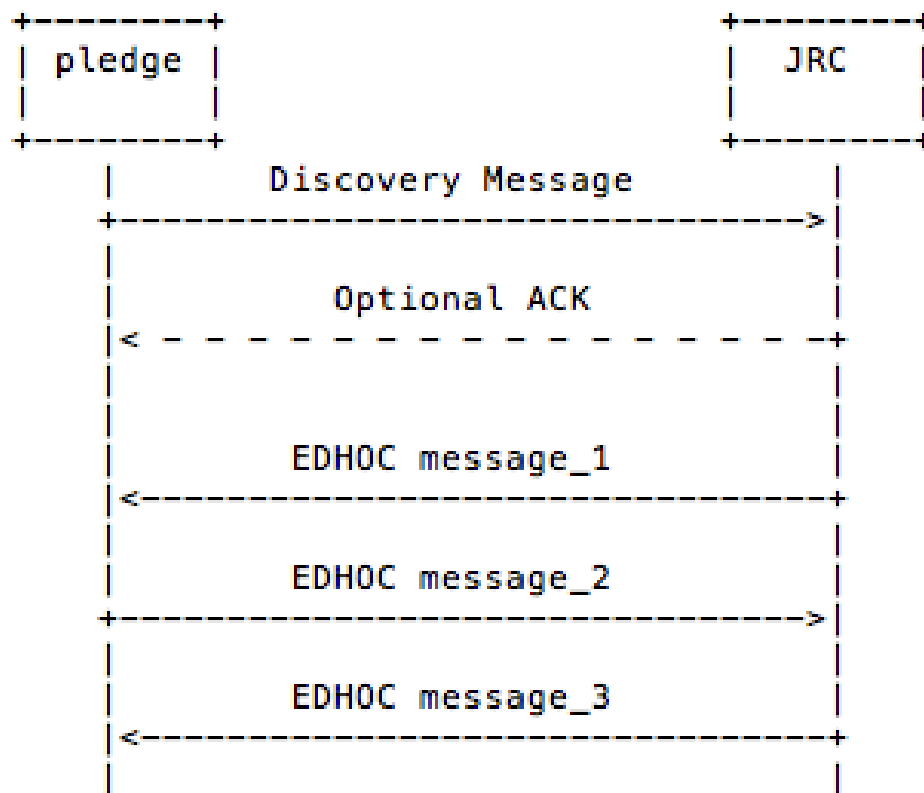 pledge JRC
Discovery Message
Optional ACK
EDHOC message_1
EDHOC message_2
EDHOC message_3